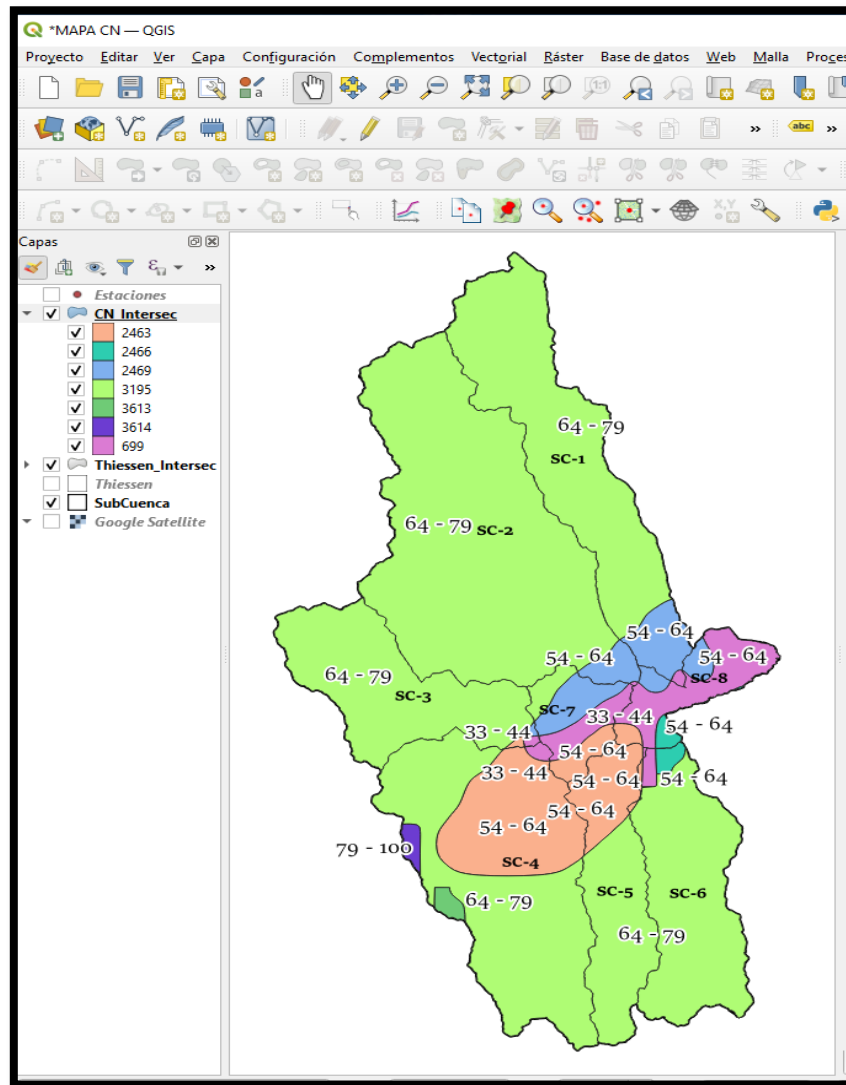 *MAPA CN — QGIS
Proyecto Editar Ver Capa Configuración Complementos Vectorial Ráster Base de datos Web Malla Proces
a 1:1
abc » »
X,Y
Capas
ε »
Estaciones
CN_Intersec
2463
2466
2469
3195
3613
3614
699
Thiessen_Intersec
Thiessen
SubCuenca
Google Satellite
64 - 79
SC-1
64 - 79 SC-2
54 - 64
54 - 64 54 - 64
64 - 79 SC-8
SC-3
SC-7 33 - 44
33 - 44 54 - 64
54 - 64
33 - 44 54 - 64 54 - 64
54 - 64
54 - 64
79 - 100
SC-4
64 - 79 SC-5 SC-6
64 - 79